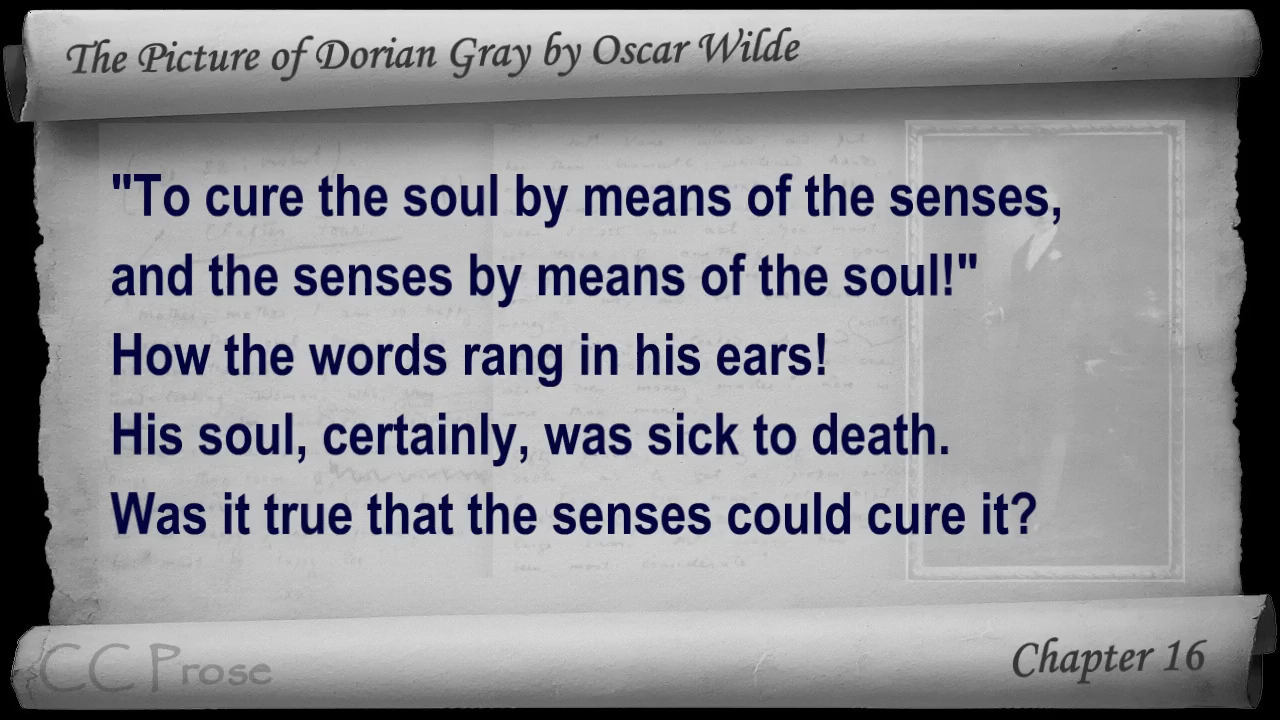 The Picture of Dorian Gray by Oscar Wilde
"To cure the soul by means of the senses,
and the senses by means of the soul!"
How the words rang in his ears!
His soul, certainly, was sick to death.
Was it true that the senses could cure it?
CC Prose
Chapter 16